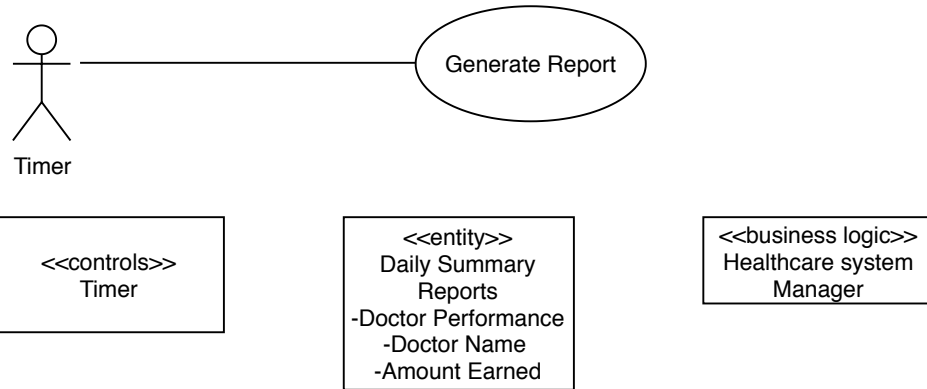 Generate Report
Timer
<<controls>>
Timer
<<entity>>
Daily Summary
Reports
-Doctor Performance
-Doctor Name
-Amount Earned
<<business logic>>
Healthcare system
Manager